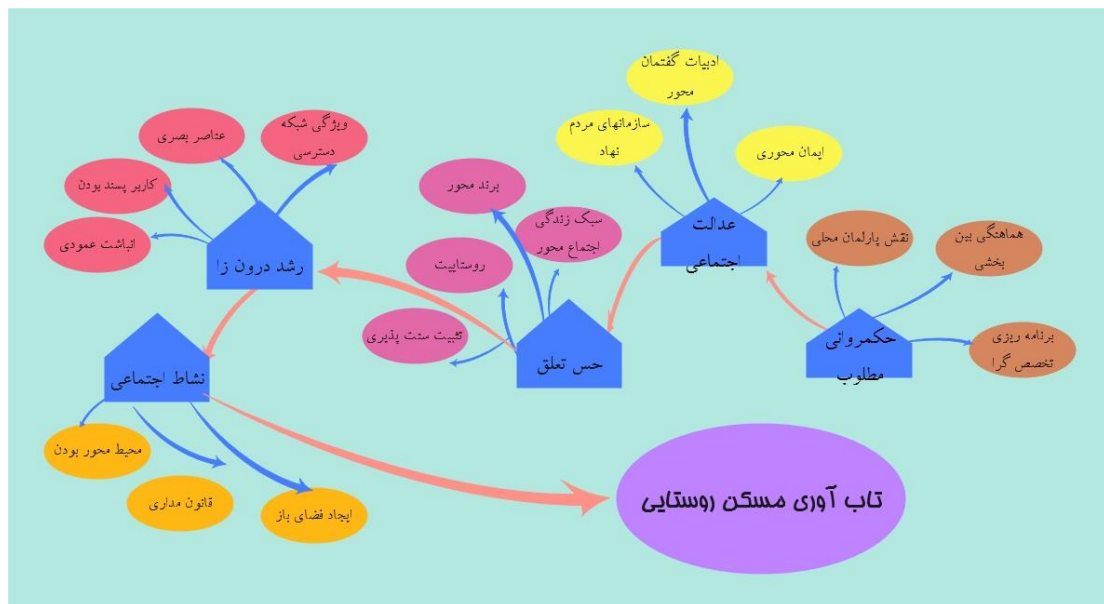 ادبیات گفتمان
محور
سازمانهای مردم
نهاد
ایمان محوری
عدالت
اجتماعی
هماهنگی بین
بخشی
نقش پارلمان محلی
برنامه ریزی
تخصص گرا
حکمروانی
مطلوب
برند محور
سبک زندگی
اجتماع محور
روستاییت
تثبیت سنت پذیری
حس تعلق
ویژگی شبکه
دسترسی
عناصر بصری
کاربر پسند بودن
انباشت عمودی
رشد درون زا
نشاط اجتماعی
محیط محور بودن
قانون مداری
ایجاد فضای باز
تاب آوری مسکن روستایی